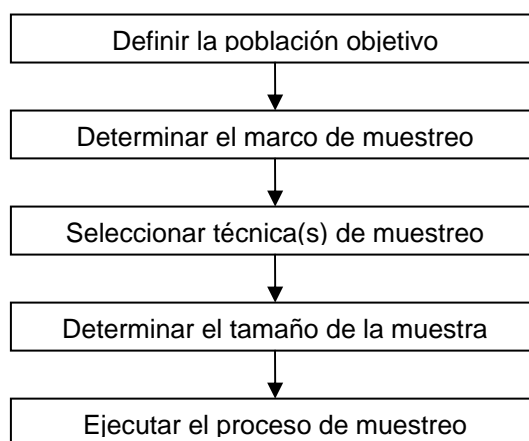 Definir la población objetivo
Determinar el marco de muestreo
Seleccionar técnica(s) de muestreo
Determinar el tamaño de la muestra
Ejecutar el proceso de muestreo